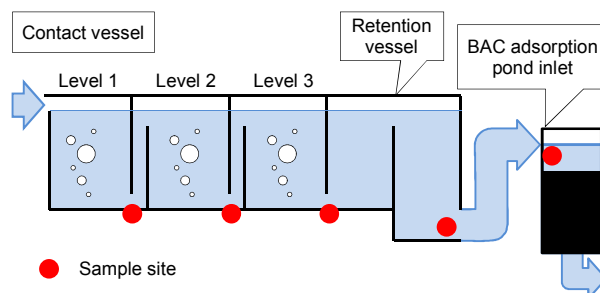 Contact vessel
Retention
vessel
BAC adsorption
pond inlet
Level 1
Level 2
Level 3
Sample site